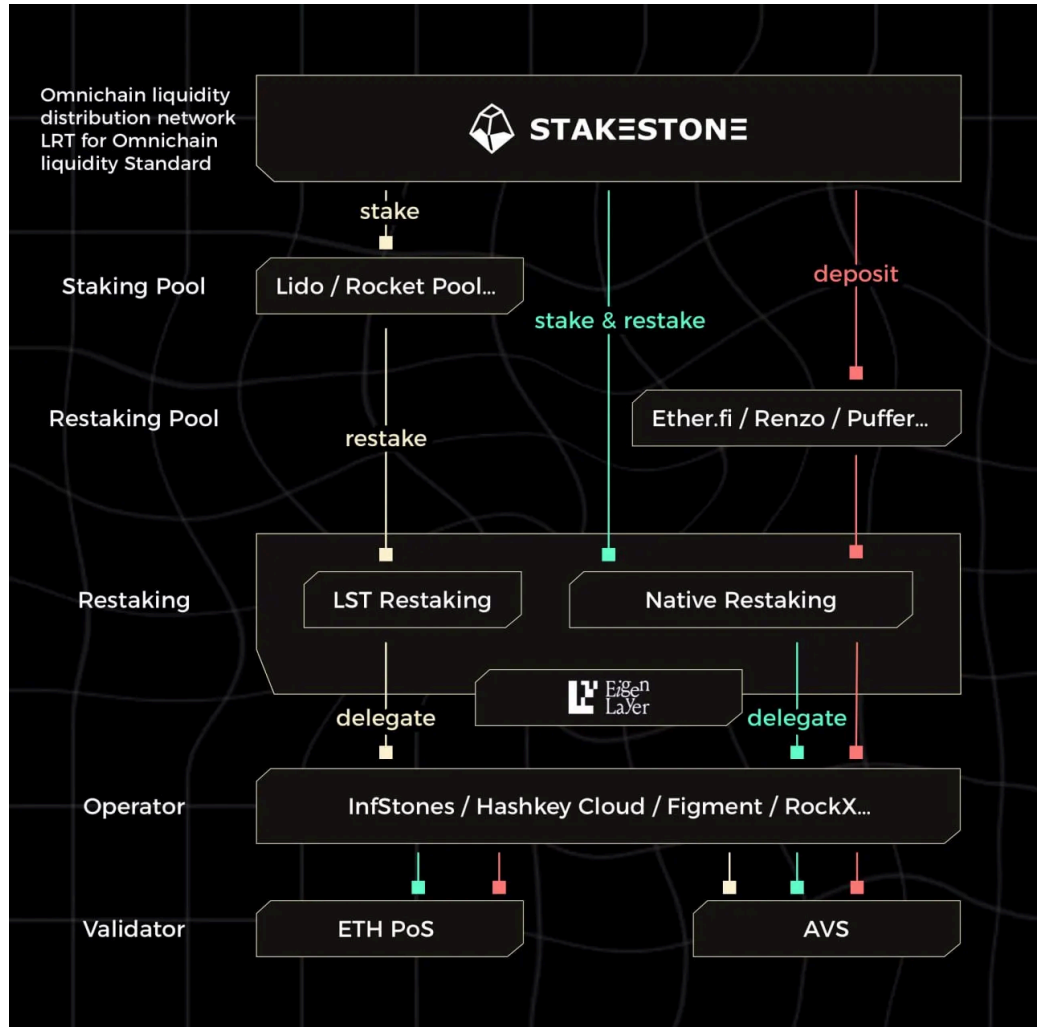 Omnichain liquidity
distribution network
LRT for Omnichain
liquidity Standard
STAKESTONE
stake
Staking Pool
Lido / Rocket Pool...
deposit
stake & restake
Restaking Pool
Ether.fi / Renzo / Puffer...
restake
Restaking
LST Restaking
Native Restaking
Eigen
Layer
delegate
delegate
Operator
InfStones / Hashkey Cloud / Figment / RockX...
Validator
ETH PoS
AVS